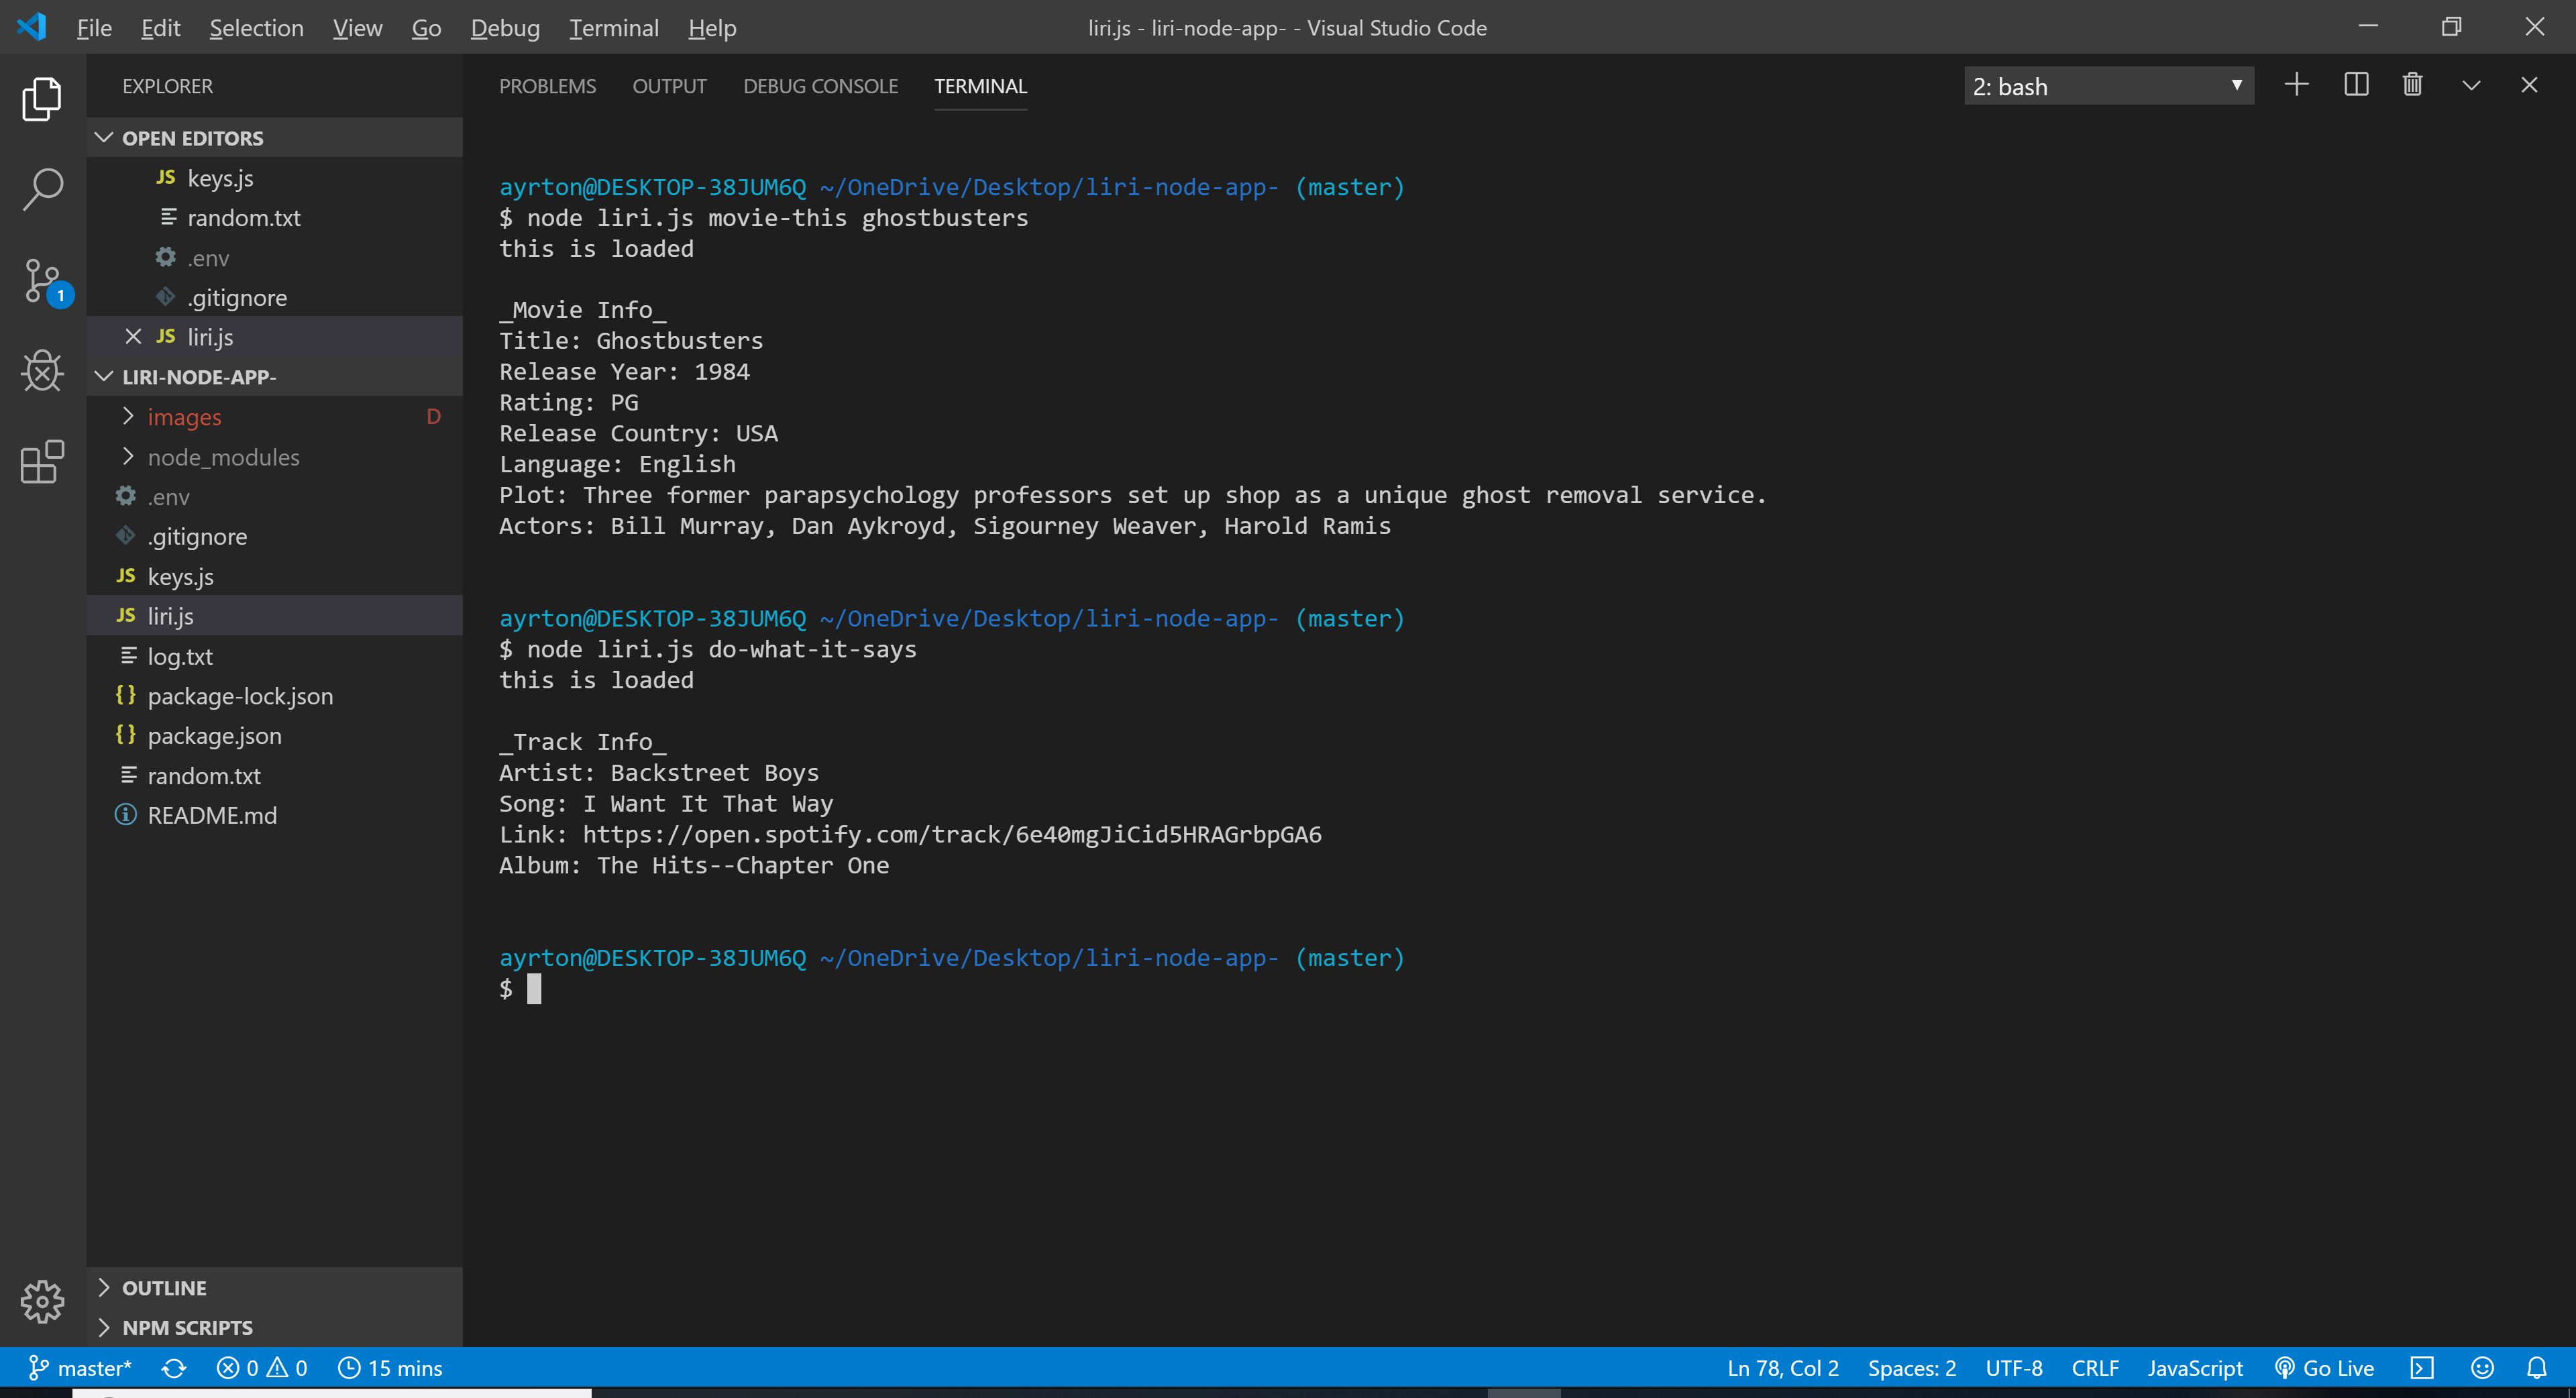 File Edit Selection View Go Debug Terminal Help
liri.js - liri-node-app- - Visual Studio Code
EXPLORER
OPEN EDITORS
JS keys.js
random.txt
.env
.gitignore
JS liri.js
LIRI-NODE-APP-
images D
node_modules
.env
.gitignore
JS keys.js
JS liri.js
log.txt
{} package-lock.json
{} package.json
random.txt
README.md
OUTLINE
NPM SCRIPTS
1
PROBLEMS OUTPUT DEBUG CONSOLE TERMINAL
2: bash
ayrton@DESKTOP-38JUM6Q ~/OneDrive/Desktop/liri-node-app- (master)
$ node liri.js movie-this ghostbusters
this is loaded
_Movie Info_
Title: Ghostbusters
Release Year: 1984
Rating: PG
Release Country: USA
Language: English
Plot: Three former parapsychology professors set up shop as a unique ghost removal service.
Actors: Bill Murray, Dan Aykroyd, Sigourney Weaver, Harold Ramis
ayrton@DESKTOP-38JUM6Q ~/OneDrive/Desktop/liri-node-app- (master)
$ node liri.js do-what-it-says
this is loaded
_Track Info_
Artist: Backstreet Boys
Song: I Want It That Way
Link: https://open.spotify.com/track/6e40mgJiCid5HRAGrbpGA6
Album: The Hits--Chapter One
ayrton@DESKTOP-38JUM6Q ~/OneDrive/Desktop/liri-node-app- (master)
$
master* 0 0 15 mins
Ln 78, Col 2 Spaces: 2 UTF-8 CRLF JavaScript Go Live